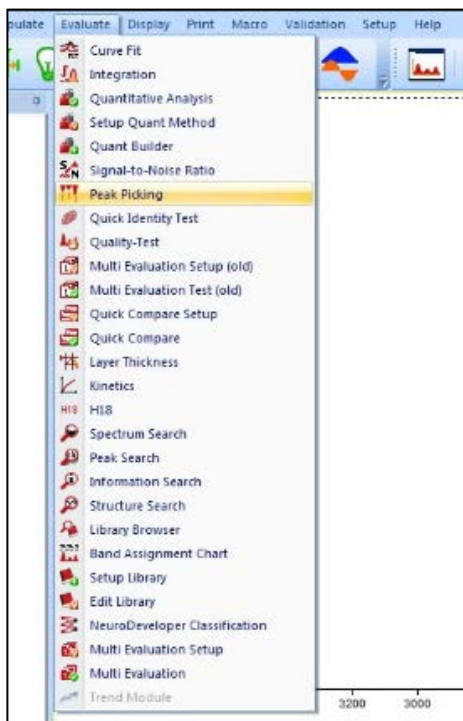 pulate Evaluate Display Print Macro Validation Setup Help
Curve Fit
Integration
Quantitative Analysis
Setup Quant Method
Quant Builder
S/N Signal-to-Noise Ratio
Peak Picking
Quick Identity Test
Quality-Test
Multi Evaluation Setup (old)
Multi Evaluation Test (old)
Quick Compare Setup
Quick Compare
Layer Thickness
Kinetics
H18 H18
Spectrum Search
Peak Search
Information Search
Structure Search
Library Browser
Band Assignment Chart
Setup Library
Edit Library
NeuroDeveloper Classification
Multi Evaluation Setup
Multi Evaluation
Trend Module
3200 3000